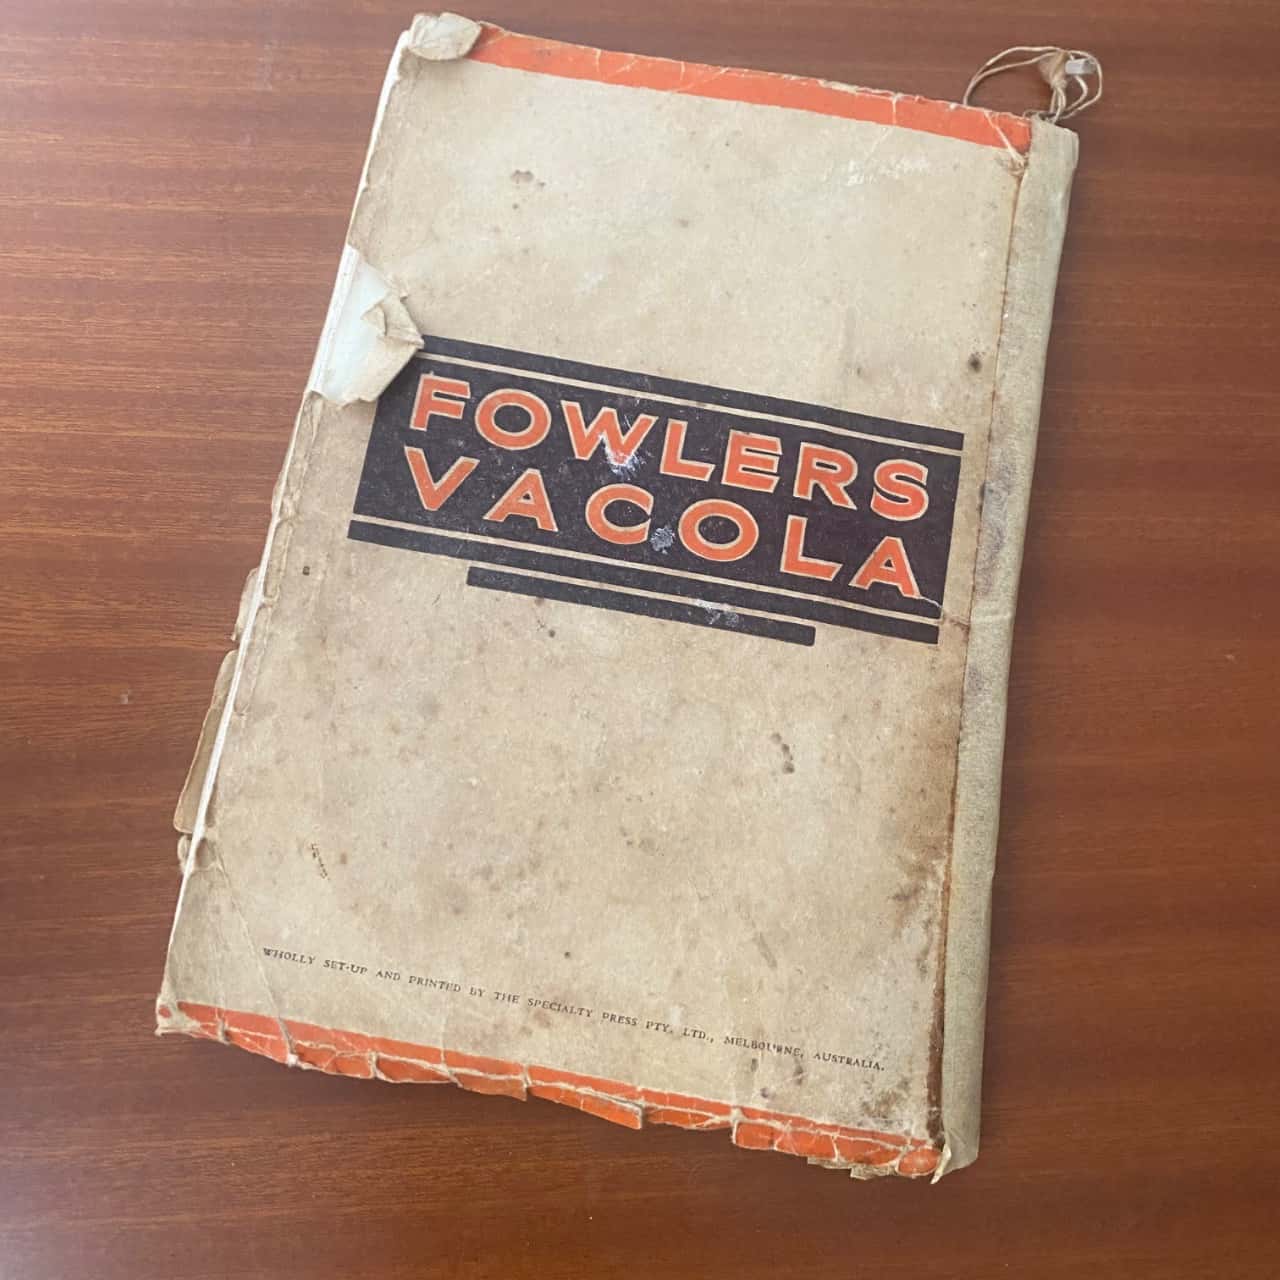 FOWLERS
VACOLA
WHOLLY SET-UP AND PRINTED BY THE SPECIALTY PRESS PTY. LTD., MELBOURNE, AUSTRALIA.